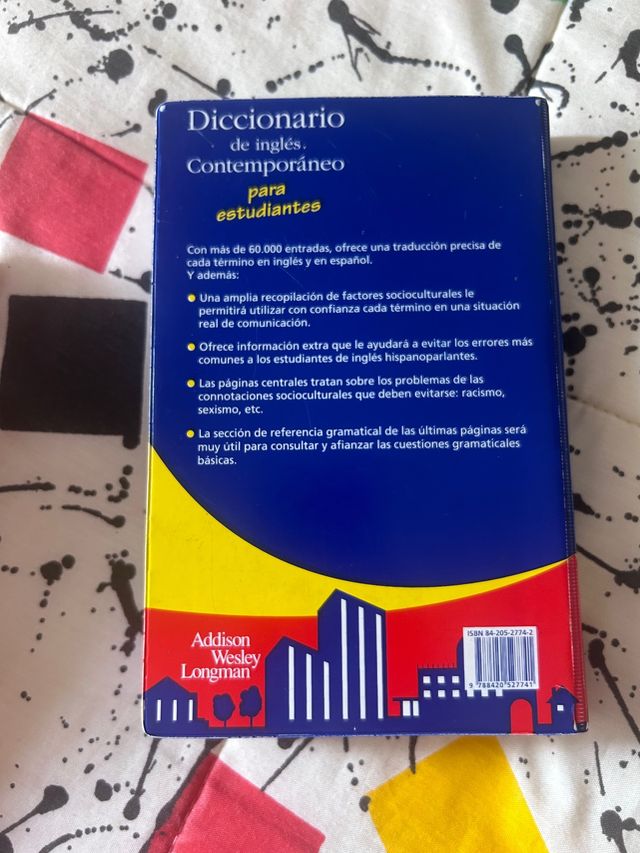 Diccionario
de inglés
Contemporáneo
para
estudiantes
Con más de 60.000 entradas, ofrece una traducción precisa de
cada término en inglés y en español.
Y además:
Una amplia recopilación de factores socioculturales le
permitirá utilizar con confianza cada término en una situación
real de comunicación.
Ofrece información extra que le ayudará a evitar los errores más
comunes a los estudiantes de inglés hispanoparlantes.
Las páginas centrales tratan sobre los problemas de las
connotaciones socioculturales que deben evitarse: racismo,
sexismo, etc.
La sección de referencia gramatical de las últimas páginas será
muy útil para consultar y afianzar las cuestiones gramaticales
básicas.
Addison
Wesley
Longman
ISBN 84-205-2774-2
9 788420 527741